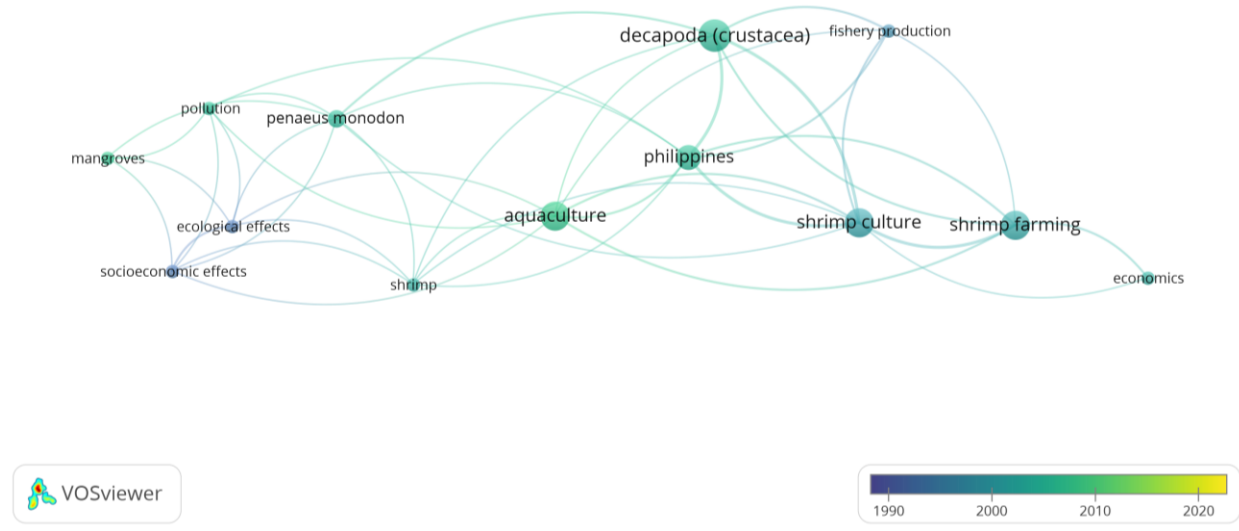 decapoda (crustacea)
fishery production
pollution
penaeus monodon
mangroves
philippines
aquaculture
ecological effects
shrimp culture
shrimp farming
socioeconomic effects
shrimp
economics
VOSviewer
1990
2000
2010
2020